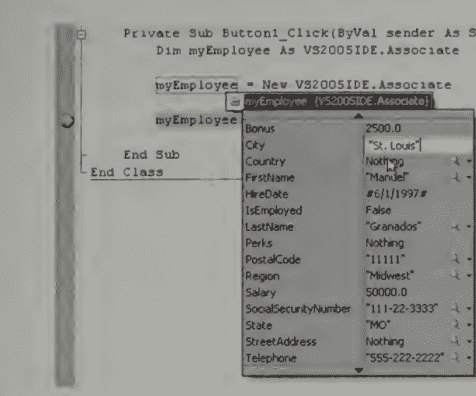 Private Sub Button1_Click(ByVal sender As S
Dim myEmployee As VS2005IDE.Associate
myEmployee = New VS2005IDE.Associate
myEmployee {VS2005IDE.Associate}
myEmployee
Bonus 2500.0
City "St. Louis"
Country Nothing
FirstName "Manuel"
HireDate #6/1/1997#
IsEmployed False
LastName "Granados"
Perks Nothing
PostalCode "11111"
Region "Midwest"
Salary 50000.0
SocialSecurityNumber "111-22-3333"
State "MO"
StreetAddress Nothing
Telephone "555-222-2222"
End Sub
End Class